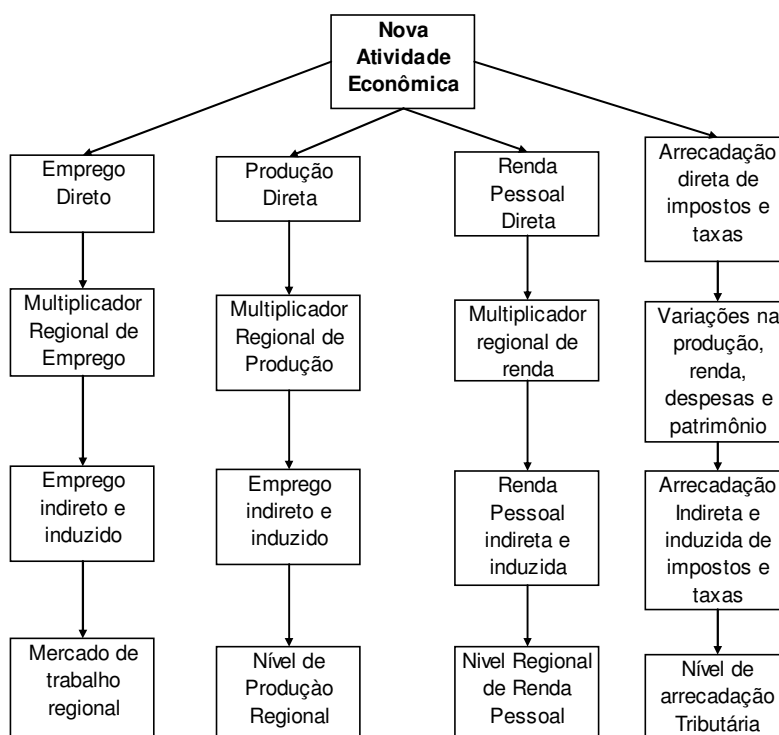 Nova
Atividade
Econômica
Emprego
Direto
Produção
Direta
Renda
Pessoal
Direta
Arrecadação
direta de
impostos e
taxas
Multiplicador
Regional de
Emprego
Multiplicador
Regional de
Produção
Multiplicador
regional de
renda
Variações na
produção,
renda,
despesas e
patrimônio
Emprego
indireto e
induzido
Emprego
indireto e
induzido
Renda
Pessoal
indireta e
induzida
Arrecadação
Indireta e
induzida de
impostos e
taxas
Mercado de
trabalho
regional
Nível de
Produçào
Regional
Nivel Regional
de Renda
Pessoal
Nível de
arrecadação
Tributária